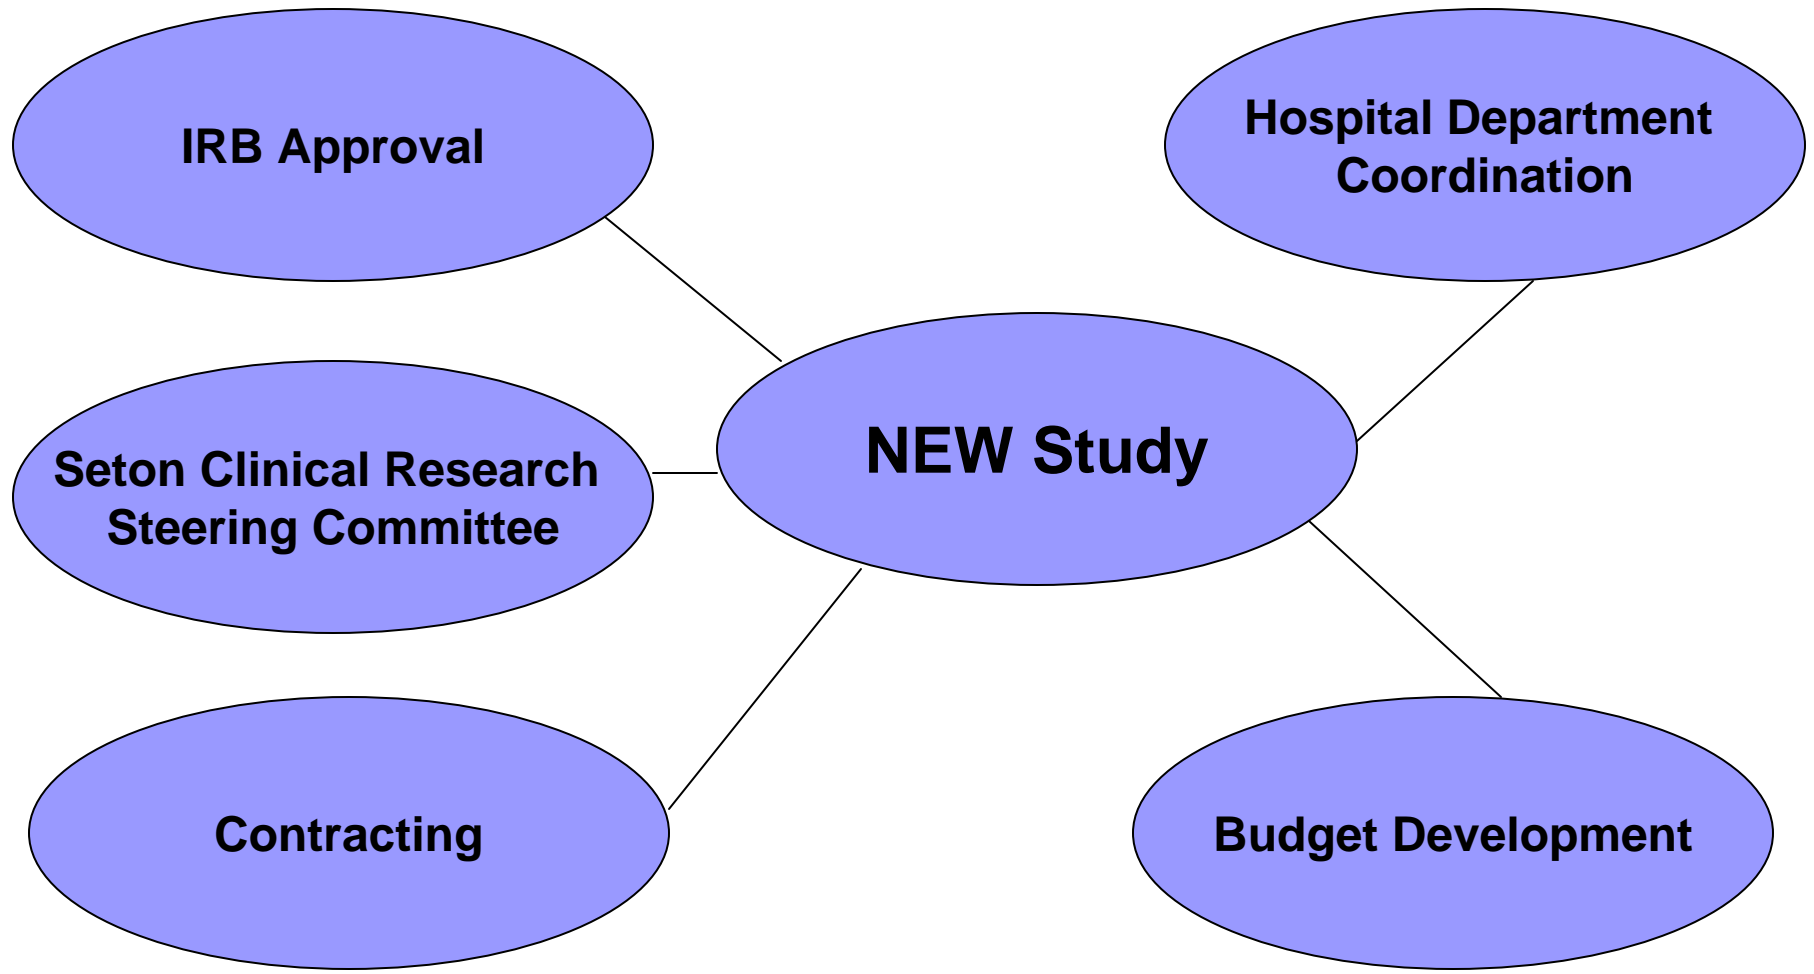 IRB Approval
Hospital Department
Coordination
NEW Study
Seton Clinical Research
Steering Committee
Contracting
Budget Development